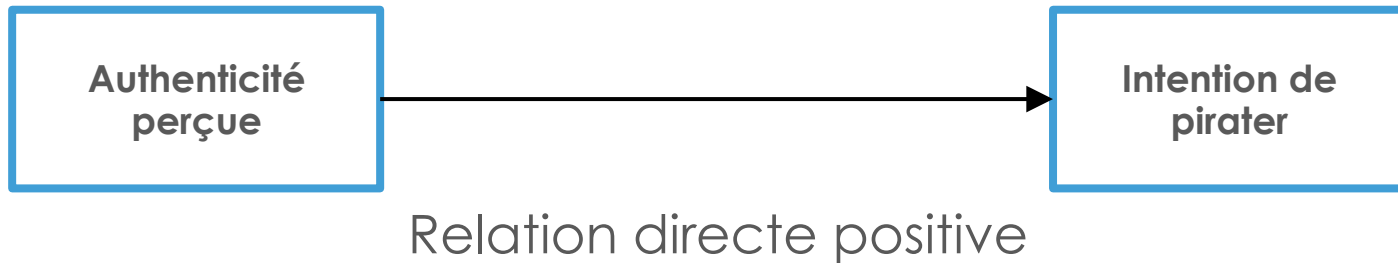 Authenticité
perçue
Intention de
pirater
Relation directe positive